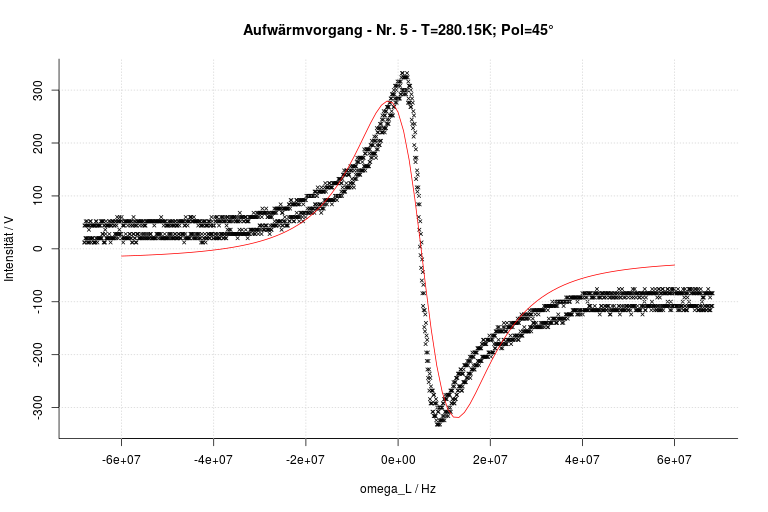 Aufwärmvorgang - Nr. 5 - T=280.15K; Pol=45°
Intensität / V
300
200
100
0
-100
-200
-300
-6e+07 -4e+07 -2e+07 0e+00 2e+07 4e+07 6e+07
omega_L / Hz